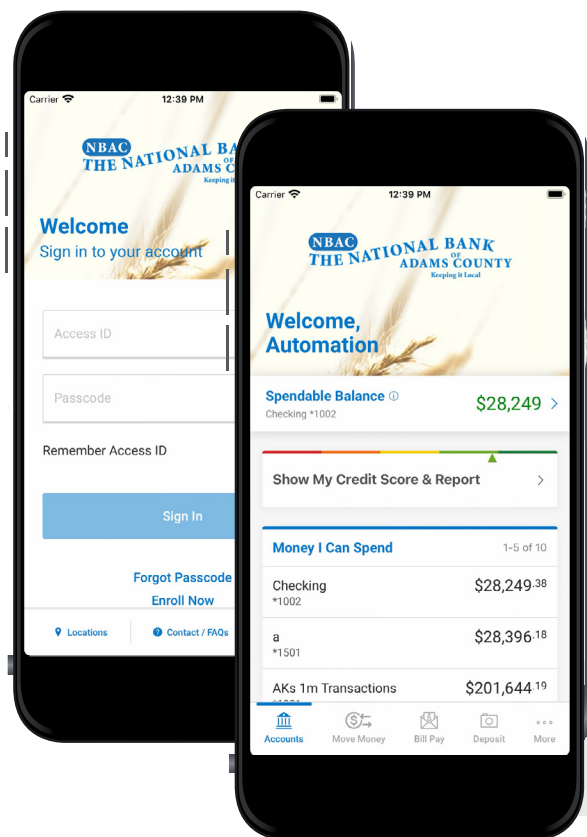 Carrier
12:39 PM
NBAC
THE NATIONAL BA
OF
ADAMS C
Keeping it
Welcome
Sign in to your account
Access ID
Passcode
Remember Access ID
Sign In
Forgot Passcode
Enroll Now
Locations
Contact / FAQs
Carrier
12:39 PM
NBAC
THE NATIONAL BANK
OF
ADAMS COUNTY
Keeping it Local
Welcome,
Automation
Spendable Balance
$28,249
Checking *1002
Show My Credit Score & Report
Money I Can Spend
1-5 of 10
Checking
$28,249.38
*1002
a
$28,396.18
*1501
AKs 1m Transactions
$201,644.19
Accounts
Move Money
Bill Pay
Deposit
More